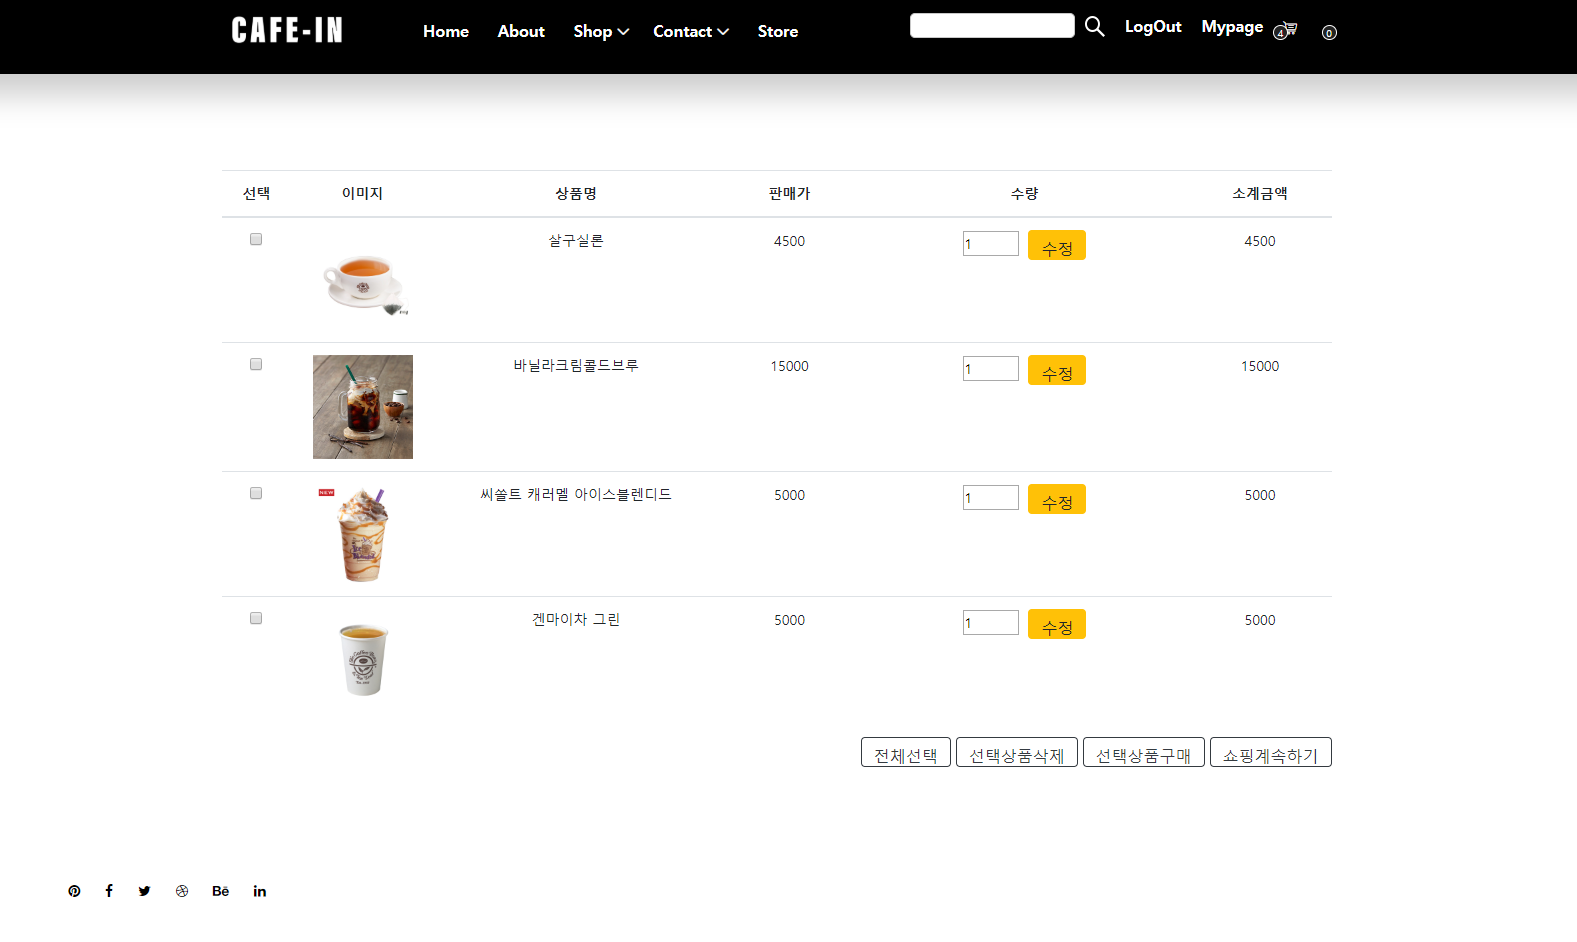 CAFE-IN Home About Shop Contact Store LogOut Mypage 4 0
선택 이미지 상품명 판매가 수량 소계금액
살구실론 4500 1 수정 4500
바닐라크림콜드브루 15000 1 수정 15000
NEW
씨쏠트 캐러멜 아이스블렌디드 5000 1 수정 5000
겐마이차 그린 5000 1 수정 5000
전체선택 선택상품삭제 선택상품구매 쇼핑계속하기